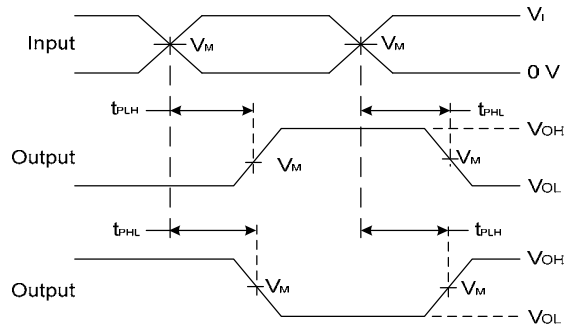 VI
Input VM VM
0 V
tPLH tPHL
VOH
Output VM VM
VOL
tPHL tPLH
VOH
Output VM VM
VOL